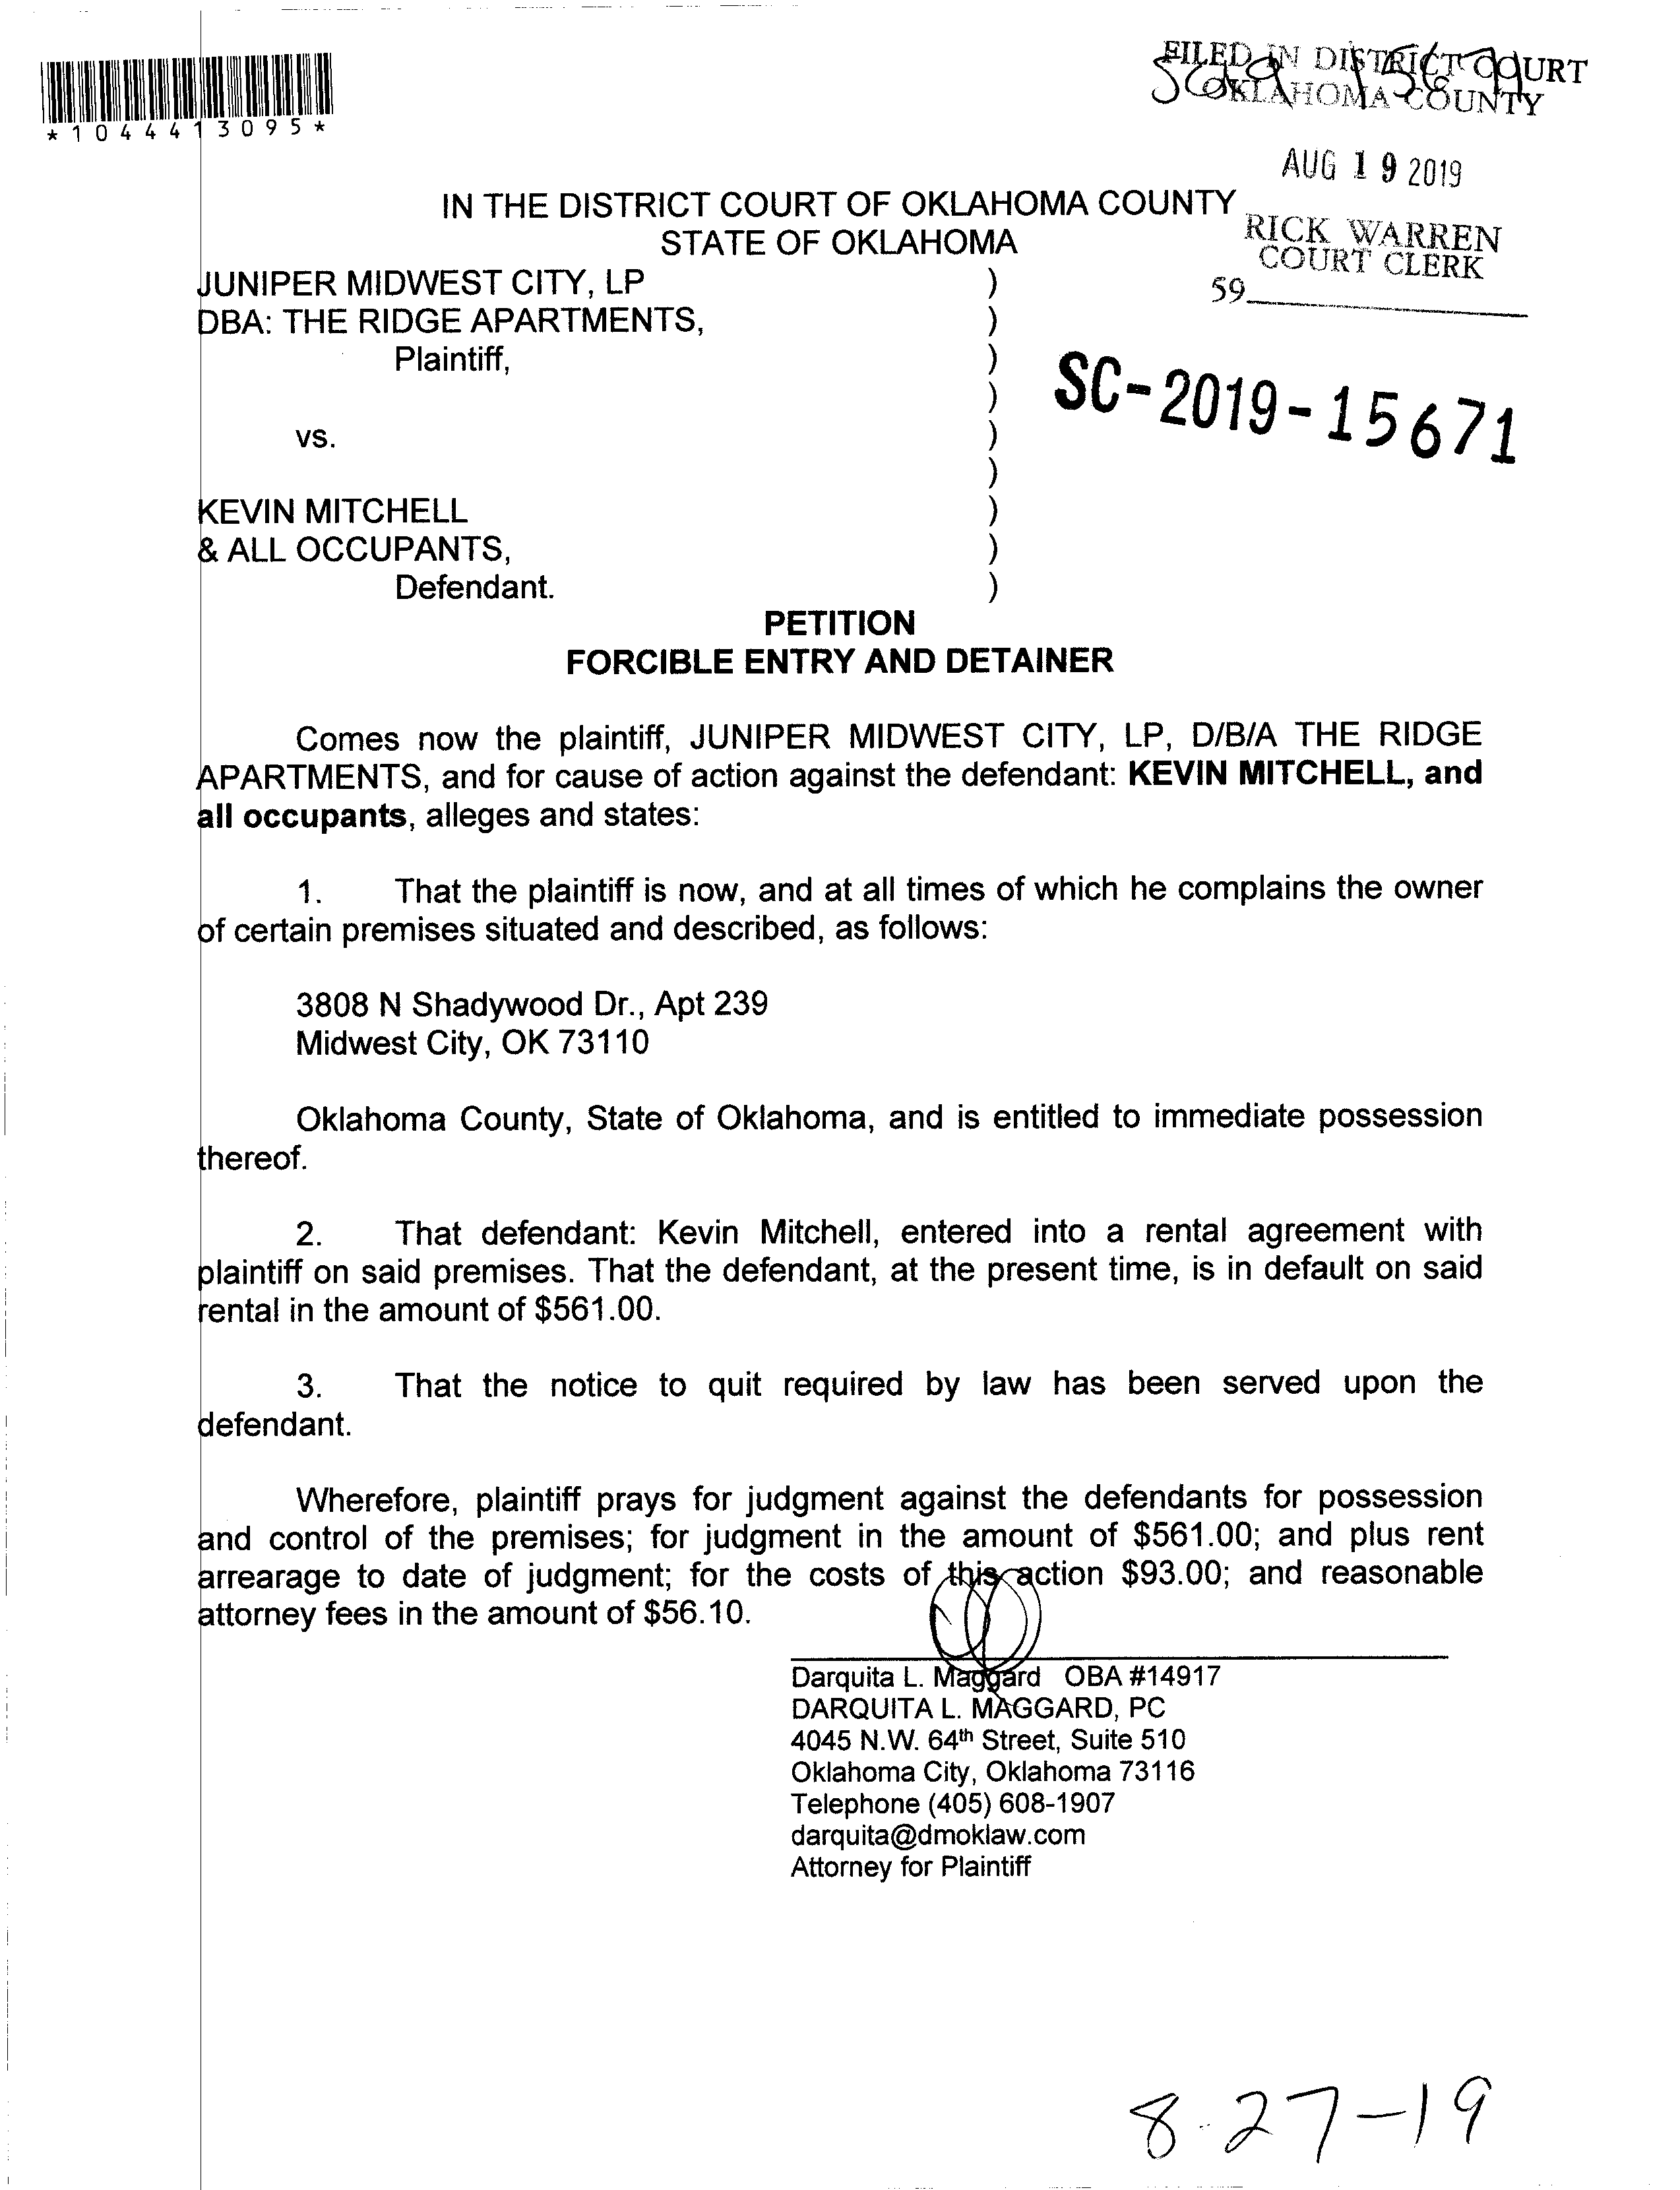 *1044413095*
FILED IN DISTRICT COURT
OKLAHOMA COUNTY
AUG 19 2019
RICK WARREN
COURT CLERK
59
SC-2019-15671
IN THE DISTRICT COURT OF OKLAHOMA COUNTY
STATE OF OKLAHOMA
JUNIPER MIDWEST CITY, LP )
DBA: THE RIDGE APARTMENTS, )
Plaintiff, )
)
vs. )
)
KEVIN MITCHELL )
& ALL OCCUPANTS, )
Defendant. )
PETITION
FORCIBLE ENTRY AND DETAINER
Comes now the plaintiff, JUNIPER MIDWEST CITY, LP, D/B/A THE RIDGE
APARTMENTS, and for cause of action against the defendant: KEVIN MITCHELL, and
all occupants, alleges and states:
1. That the plaintiff is now, and at all times of which he complains the owner
of certain premises situated and described, as follows:
3808 N Shadywood Dr., Apt 239
Midwest City, OK 73110
Oklahoma County, State of Oklahoma, and is entitled to immediate possession
thereof.
2. That defendant: Kevin Mitchell, entered into a rental agreement with
plaintiff on said premises. That the defendant, at the present time, is in default on said
rental in the amount of $561.00.
3. That the notice to quit required by law has been served upon the
defendant.
Wherefore, plaintiff prays for judgment against the defendants for possession
and control of the premises; for judgment in the amount of $561.00; and plus rent
arrearage to date of judgment; for the costs of this action $93.00; and reasonable
attorney fees in the amount of $56.10.
Darquita L. Maggard OBA #14917
DARQUITA L. MAGGARD, PC
4045 N.W. 64th Street, Suite 510
Oklahoma City, Oklahoma 73116
Telephone (405) 608-1907
darquita@dmoklaw.com
Attorney for Plaintiff
8-27-19